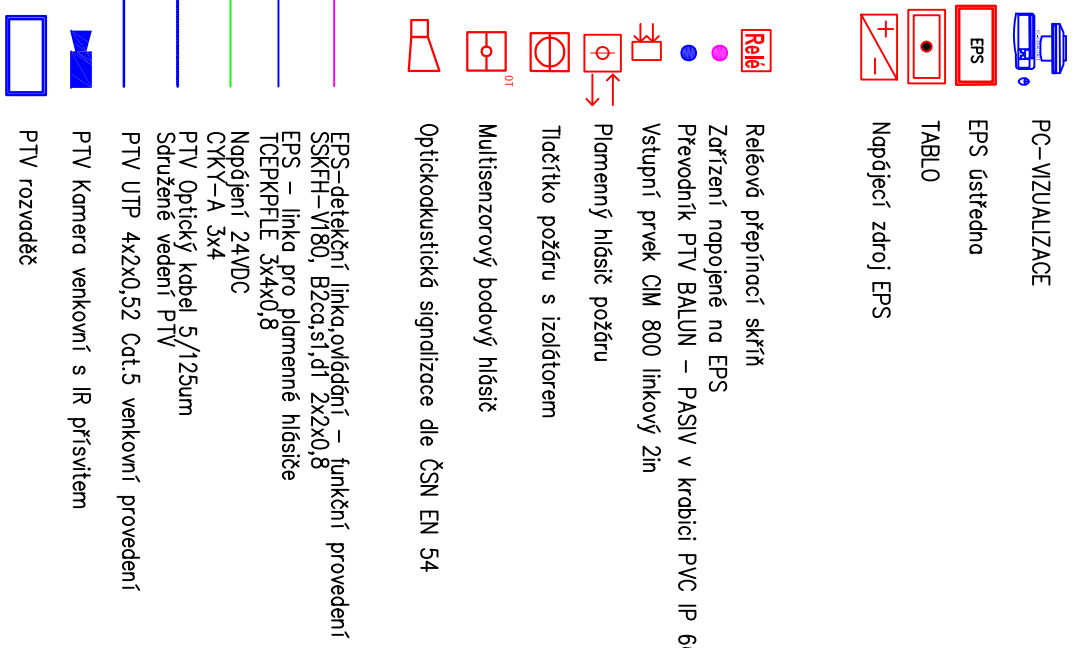 PC-VIZUALIZACE
EPS
EPS ústředna
TABLO
Napájecí zdroj EPS
Relé
Reléová přepínací skříň
Zařízení napojené na EPS
Převodník PTV BALUN - PASIV v krabici PVC IP
Vstupní prvek CIM 800 linkový 2in
Plamenný hlásič požáru
Tlačítko požáru s izolátorem
OT
Multisenzorový bodový hlásič
Optickoakustická signalizace dle ČSN EN 54
EPS-detekční linka,ovládání - funkční provedení
SSKFH-V180, B2ca,s1,d1 2x2x0,8
EPS - linka pro plamenné hlásiče
TCEPKPFLE 3x4x0,8
Napájení 24VDC
CYKY-A 3x4
PTV Optický kabel 5/125um
Sdružené vedení PTV
PTV UTP 4x2x0,52 Cat.5 venkovní provedení
PTV Kamera venkovní s IR přísvitem
PTV rozvaděč